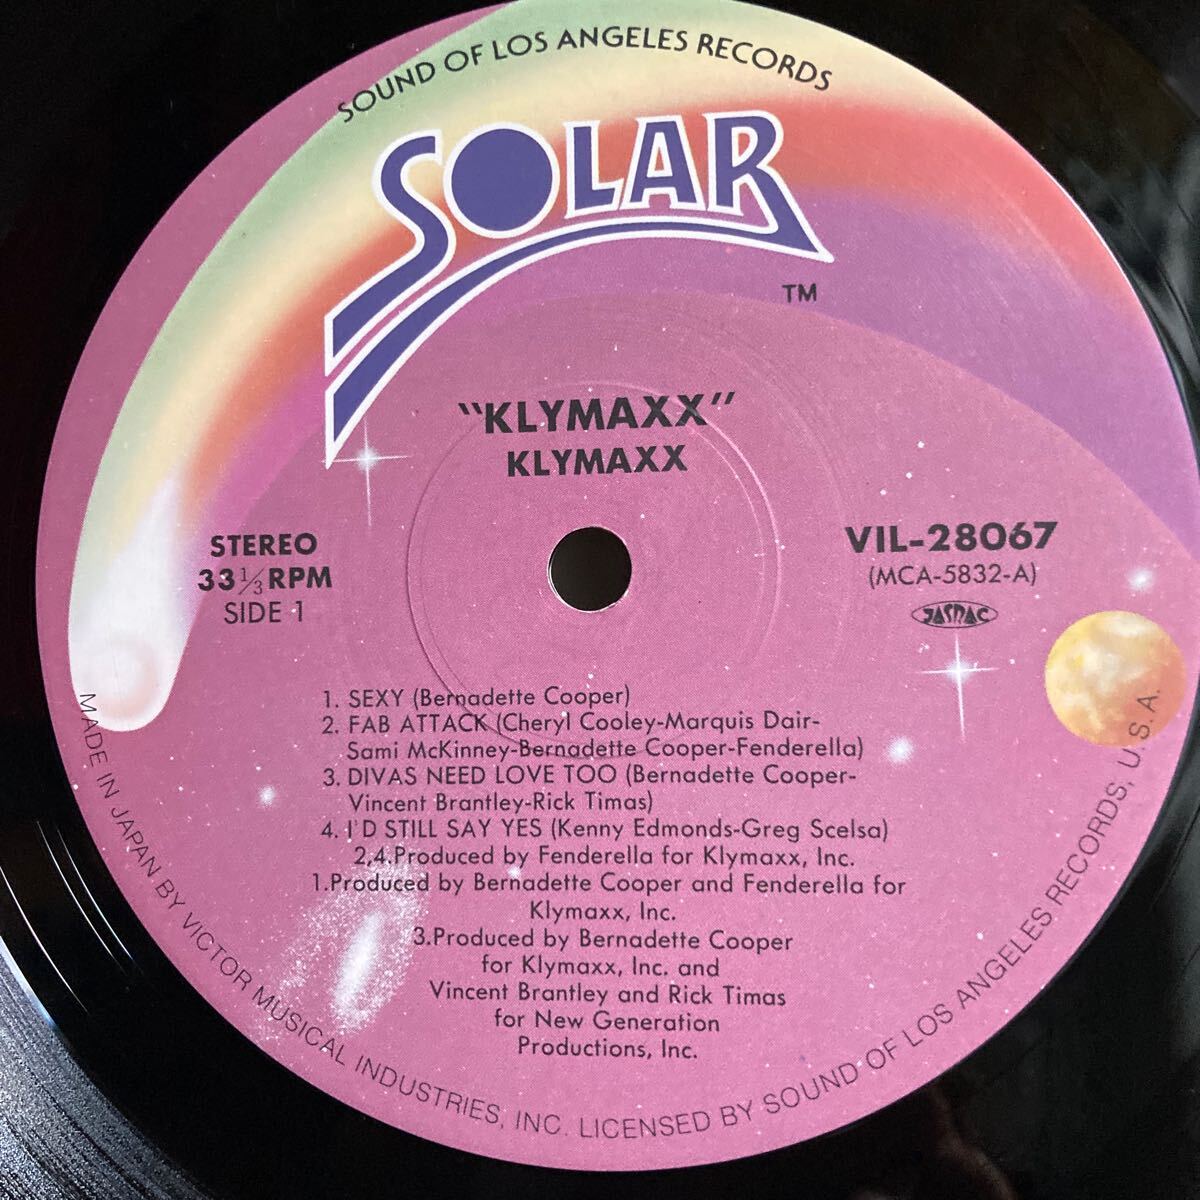 SOUND OF LOS ANGELES RECORDS
SOLAR
TM
"KLYMAXX"
KLYMAXX
STEREO
33 1/3 RPM
SIDE 1
VIL-28067
(MCA-5832-A)
JASRAC
1. SEXY (Bernadette Cooper)
2. FAB ATTACK (Cheryl Cooley-Marquis Dair-
Sami McKinney-Bernadette Cooper-Fenderella)
3. DIVAS NEED LOVE TOO (Bernadette Cooper-
Vincent Brantley-Rick Timas)
4. I'D STILL SAY YES (Kenny Edmonds-Greg Scelsa)
2,4.Produced by Fenderella for Klymaxx, Inc.
1.Produced by Bernadette Cooper and Fenderella for
Klymaxx, Inc.
3.Produced by Bernadette Cooper
for Klymaxx, Inc. and
Vincent Brantley and Rick Timas
for New Generation
Productions, Inc.
MADE IN JAPAN BY VICTOR MUSICAL INDUSTRIES, INC. LICENSED BY SOUND OF LOS ANGELES RECORDS, U.S.A.